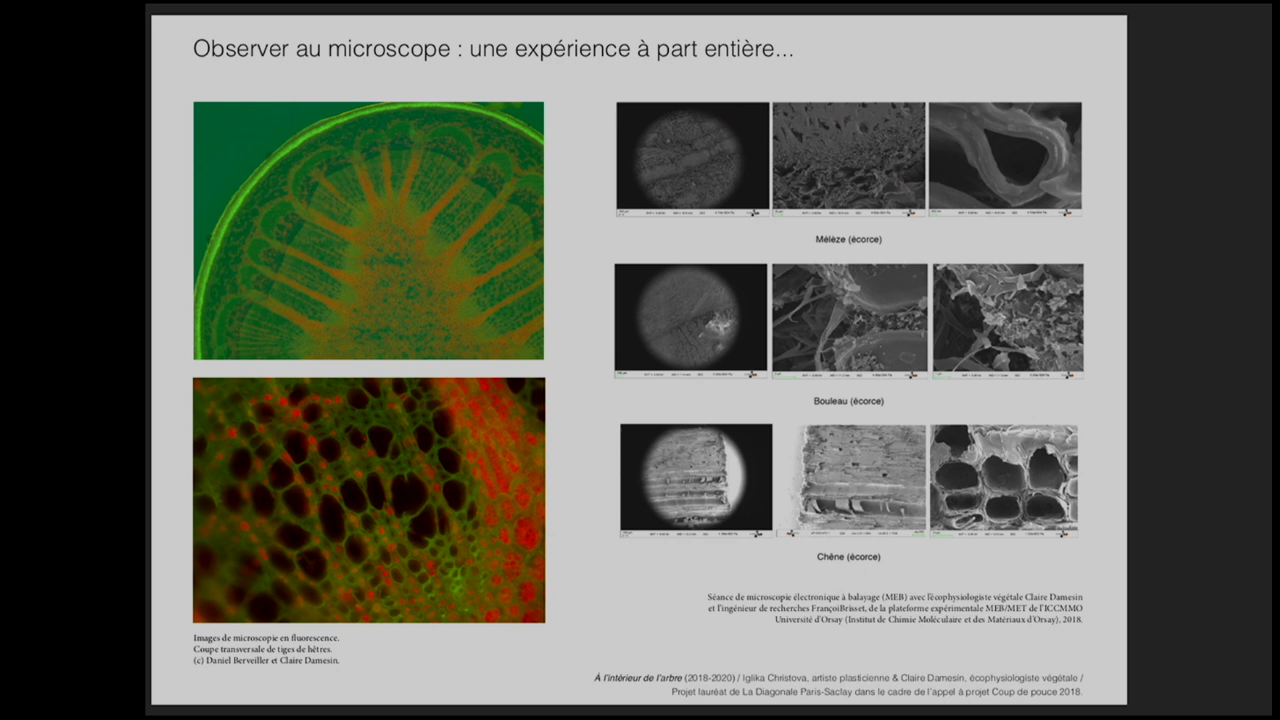 Observer au microscope : une expérience à part entière...
Mélèze (écorce)
Bouleau (écorce)
Chêne (écorce)
Images de microscopie en fluorescence.
Coupe transversale de tiges de hêtres.
(c) Daniel Berveiller et Claire Damesin.
Séance de microscopie électronique à balayage (MEB) avec l'écophysiologiste végétale Claire Damesin
et l'ingénieur de recherches FrançoiBrisset, de la plateforme expérimentale MEB/MET de l'ICCMMO
Université d'Orsay (Institut de Chimie Moléculaire et des Matériaux d'Orsay), 2018.
À l'intérieur de l'arbre (2018-2020) / Iglika Christova, artiste plasticienne & Claire Damesin, écophysiologiste végétale /
Projet lauréat de La Diagonale Paris-Saclay dans le cadre de l'appel à projet Coup de pouce 2018.